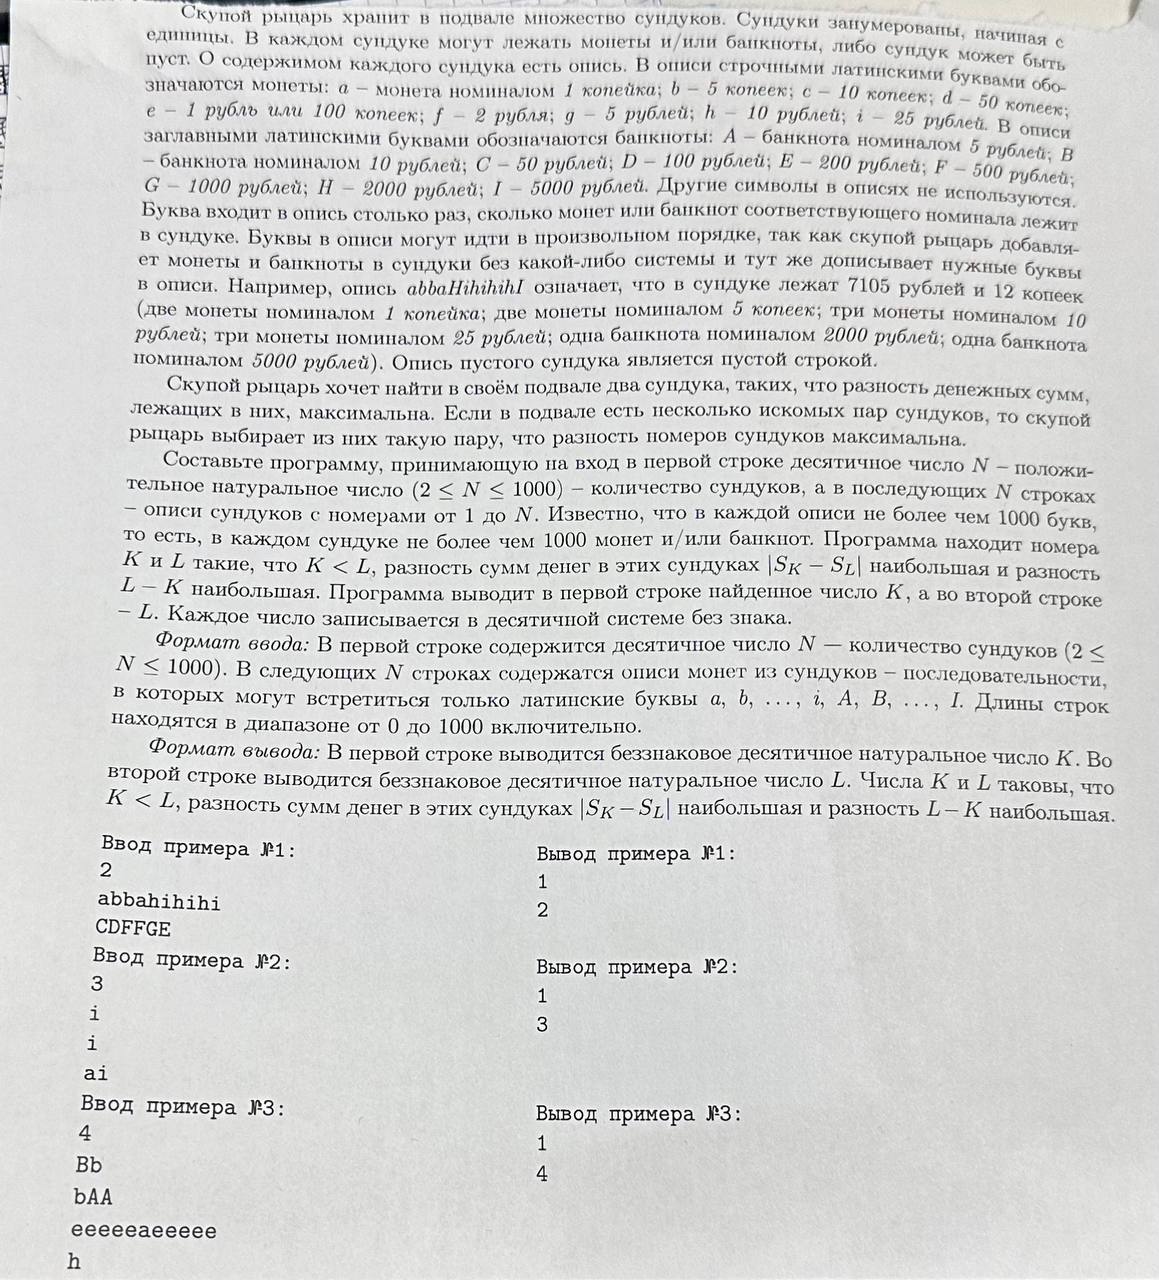 Скупой рыцарь хранит в подвале множество сундуков. Сундуки занумерованы, начиная с
единицы. В каждом сундуке могут лежать монеты и/или банкноты, либо сундук может быть
пуст. О содержимом каждого сундука есть опись. В описи строчными латинскими буквами обо-
значаются монеты: a – монета номиналом 1 копейка; b – 5 копеек; c – 10 копеек; d – 50 копеек;
e – 1 рубль или 100 копеек; f – 2 рубля; g – 5 рублей; h – 10 рублей; i – 25 рублей. В описи
заглавными латинскими буквами обозначаются банкноты: A – банкнота номиналом 5 рублей; B
– банкнота номиналом 10 рублей; C – 50 рублей; D – 100 рублей; E – 200 рублей; F – 500 рублей;
G – 1000 рублей; H – 2000 рублей; I – 5000 рублей. Другие символы в описях не используются.
Буква входит в опись столько раз, сколько монет или банкнот соответствующего номинала лежит
в сундуке. Буквы в описи могут идти в произвольном порядке, так как скупой рыцарь добавля-
ет монеты и банкноты в сундуки без какой-либо системы и тут же дописывает нужные буквы
в описи. Например, опись abbaHihihihI означает, что в сундуке лежат 7105 рублей и 12 копеек
(две монеты номиналом 1 копейка; две монеты номиналом 5 копеек; три монеты номиналом 10
рублей; три монеты номиналом 25 рублей; одна банкнота номиналом 2000 рублей; одна банкнота
номиналом 5000 рублей). Опись пустого сундука является пустой строкой.
Скупой рыцарь хочет найти в своём подвале два сундука, таких, что разность денежных сумм,
лежащих в них, максимальна. Если в подвале есть несколько искомых пар сундуков, то скупой
рыцарь выбирает из них такую пару, что разность номеров сундуков максимальна.
Составьте программу, принимающую на вход в первой строке десятичное число N – положи-
тельное натуральное число (2 ≤ N ≤ 1000) – количество сундуков, а в последующих N строках
– описи сундуков с номерами от 1 до N. Известно, что в каждой описи не более чем 1000 букв,
то есть, в каждом сундуке не более чем 1000 монет и/или банкнот. Программа находит номера
K и L такие, что K < L, разность сумм денег в этих сундуках |S_K − S_L| наибольшая и разность
L − K наибольшая. Программа выводит в первой строке найденное число K, а во второй строке
– L. Каждое число записывается в десятичной системе без знака.
Формат ввода: В первой строке содержится десятичное число N — количество сундуков (2 ≤
N ≤ 1000). В следующих N строках содержатся описи монет из сундуков – последовательности,
в которых могут встретиться только латинские буквы a, b, ..., i, A, B, ..., I. Длины строк
находятся в диапазоне от 0 до 1000 включительно.
Формат вывода: В первой строке выводится беззнаковое десятичное натуральное число K. Во
второй строке выводится беззнаковое десятичное натуральное число L. Числа K и L таковы, что
K < L, разность сумм денег в этих сундуках |S_K − S_L| наибольшая и разность L − K наибольшая.
Ввод примера №1:
2
abbahihihi
CDFFGE
Вывод примера №1:
1
2
Ввод примера №2:
3
i
i
ai
Вывод примера №2:
1
3
Ввод примера №3:
4
Bb
bAA
eeeeeaeeeee
h
Вывод примера №3:
1
4